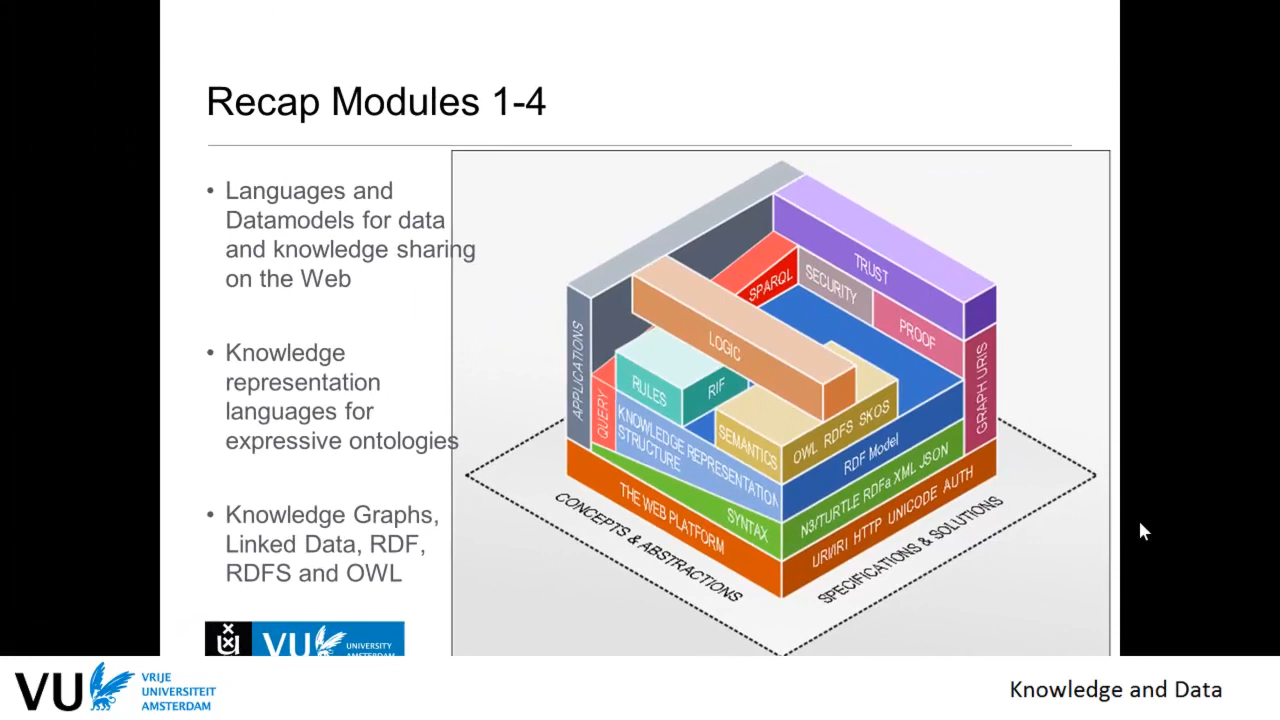 Recap Modules 1-4
• Languages and
Datamodels for data
and knowledge sharing
on the Web
• Knowledge
representation
languages for
expressive ontologies
• Knowledge Graphs,
Linked Data, RDF,
RDFS and OWL
TRUST
SPARQL
SECURITY
PROOF
LOGIC
APPLICATIONS
RULES
RIF
GRAPH URIS
QUERY
SEMANTICS
OWL RDFS SKOS
KNOWLEDGE REPRESENTATION
STRUCTURE
RDF Model
SYNTAX
N3/TURTLE RDFa XML JSON
THE WEB PLATFORM
URI/IRI HTTP UNICODE AUTH
CONCEPTS & ABSTRACTIONS
SPECIFICATIONS & SOLUTIONS
VU
UNIVERSITY
AMSTERDAM
VU
VRIJE
UNIVERSITEIT
AMSTERDAM
Knowledge and Data